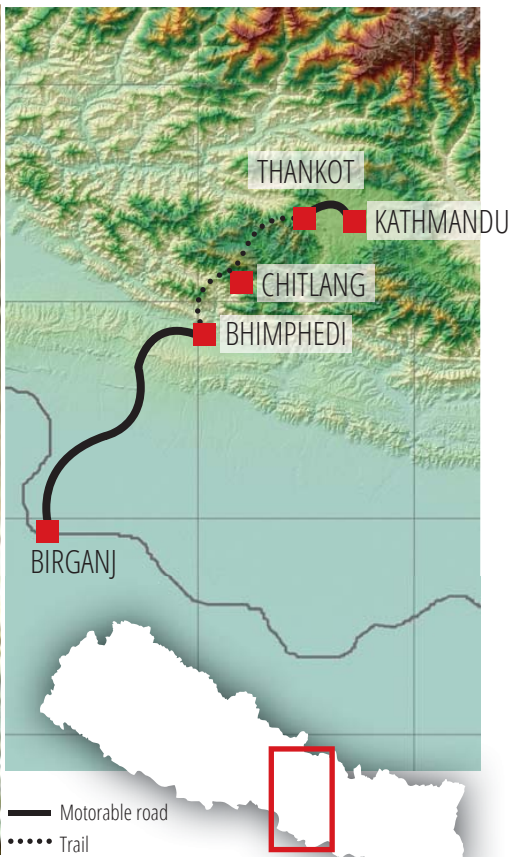 THANKOT
KATHMANDU
CHITLANG
BHIMPHEDI
BIRGANJ
Motorable road
Trail